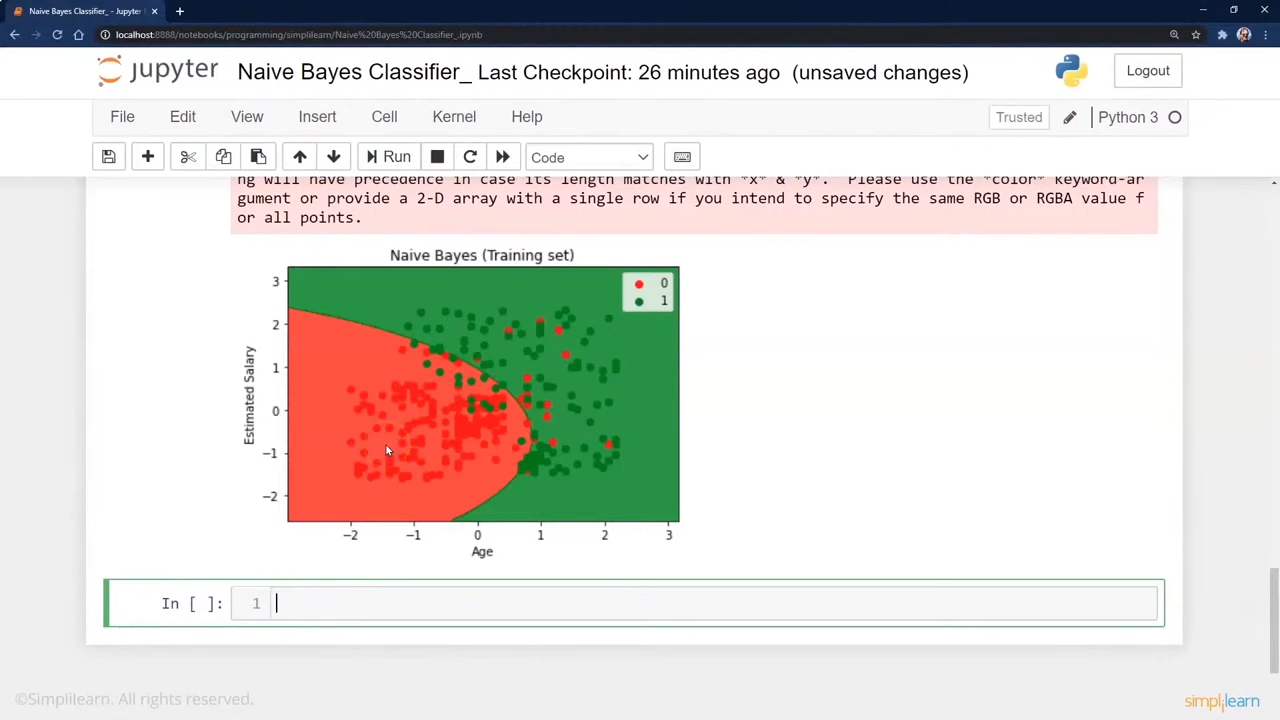 Naive Bayes Classifier_ - Jupyter
localhost:8888/notebooks/programming/simplilearn/Naive%20Bayes%20Classifier_.ipynb
jupyter Naive Bayes Classifier_ Last Checkpoint: 26 minutes ago (unsaved changes)
Logout
File Edit View Insert Cell Kernel Help
Trusted Python 3
Run Code
ng will have precedence in case its length matches with *x* & *y*. Please use the *color* keyword-ar
gument or provide a 2-D array with a single row if you intend to specify the same RGB or RGBA value f
or all points.
Naive Bayes (Training set)
0
1
3
2
1
0
−1
−2
Estimated Salary
−2 −1 0 1 2 3
Age
In [ ]: 1
©Simplilearn. All rights reserved.
simplilearn